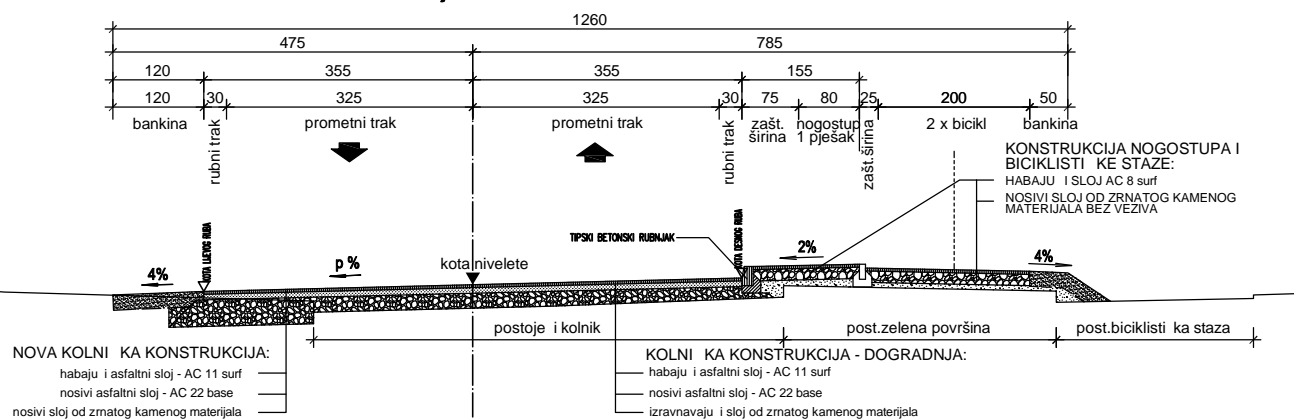 1260
475 785
120 355 355 155
120 30 325 325 30 75 80 25 200 50
bankina
rubni trak
prometni trak
prometni trak
rubni trak
zašt.
širina
nogostup
1 pješak
zašt.širina
2 x bicikl
bankina
KONSTRUKCIJA NOGOSTUPA I
BICIKLISTI KE STAZE:
HABAJU I SLOJ AC 8 surf
NOSIVI SLOJ OD ZRNATOG KAMENOG
MATERIJALA BEZ VEZIVA
KOTA LIJEVOG RUBA
TIPSKI BETONSKI RUBNJAK
KOTA DESNOG RUBA
4%
p %
kota nivelete
2%
4%
postoje i kolnik
post.zelena površina
post.biciklisti ka staza
NOVA KOLNI KA KONSTRUKCIJA:
habaju i asfaltni sloj - AC 11 surf
nosivi asfaltni sloj - AC 22 base
nosivi sloj od zrnatog kamenog materijala
KOLNI KA KONSTRUKCIJA - DOGRADNJA:
habaju i asfaltni sloj - AC 11 surf
nosivi asfaltni sloj - AC 22 base
izravnavaju i sloj od zrnatog kamenog materijala